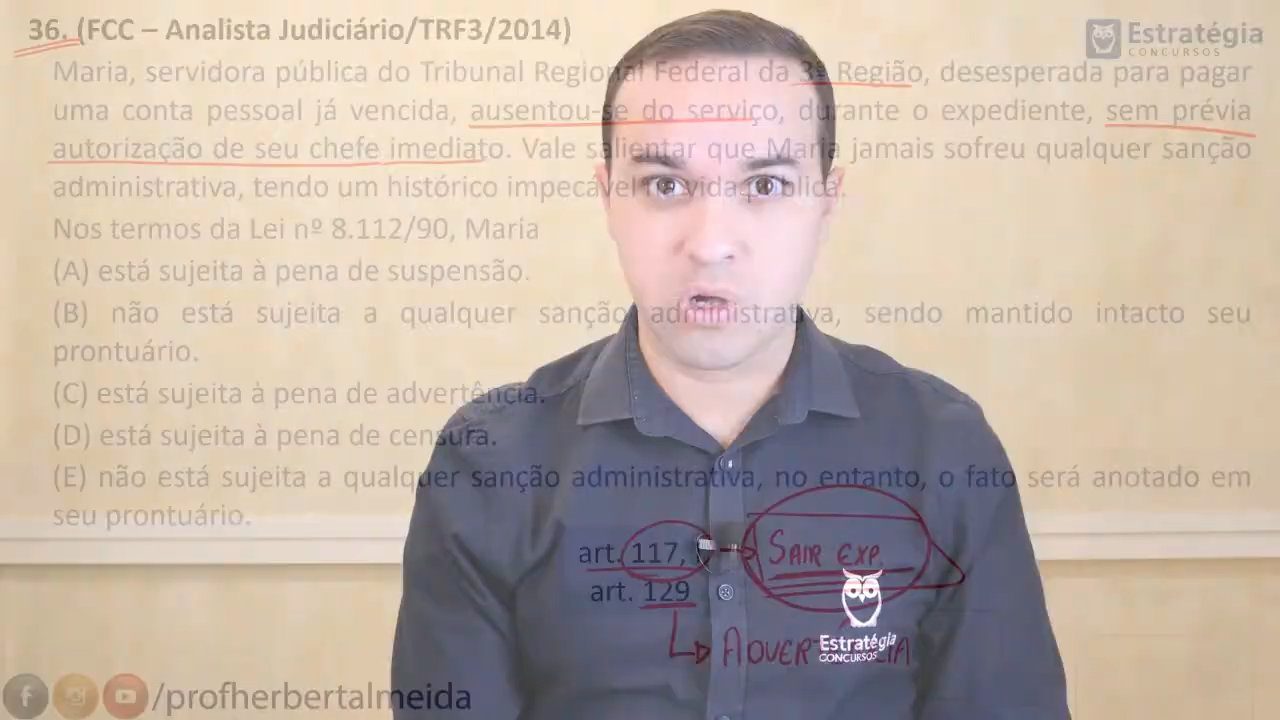 36. (FCC – Analista Judiciário/TRF3/2014)
Estratégia
CONCURSOS
Maria, servidora pública do Tribunal Regional Federal da 3ª Região, desesperada para pagar
uma conta pessoal já vencida, ausentou-se do serviço, durante o expediente, sem prévia
autorização de seu chefe imediato. Vale salientar que Maria jamais sofreu qualquer sanção
administrativa, tendo um histórico impecável vida pública.
Nos termos da Lei nº 8.112/90, Maria
(A) está sujeita à pena de suspensão.
(B) não está sujeita a qualquer sanção administrativa, sendo mantido intacto seu
prontuário.
(C) está sujeita à pena de advertência.
(D) está sujeita à pena de censura.
(E) não está sujeita a qualquer sanção administrativa, no entanto, o fato será anotado em
seu prontuário.
art. 117, SAIR EXP.
art. 129
Estratégia
CONCURSOS
/profherbertalmeida